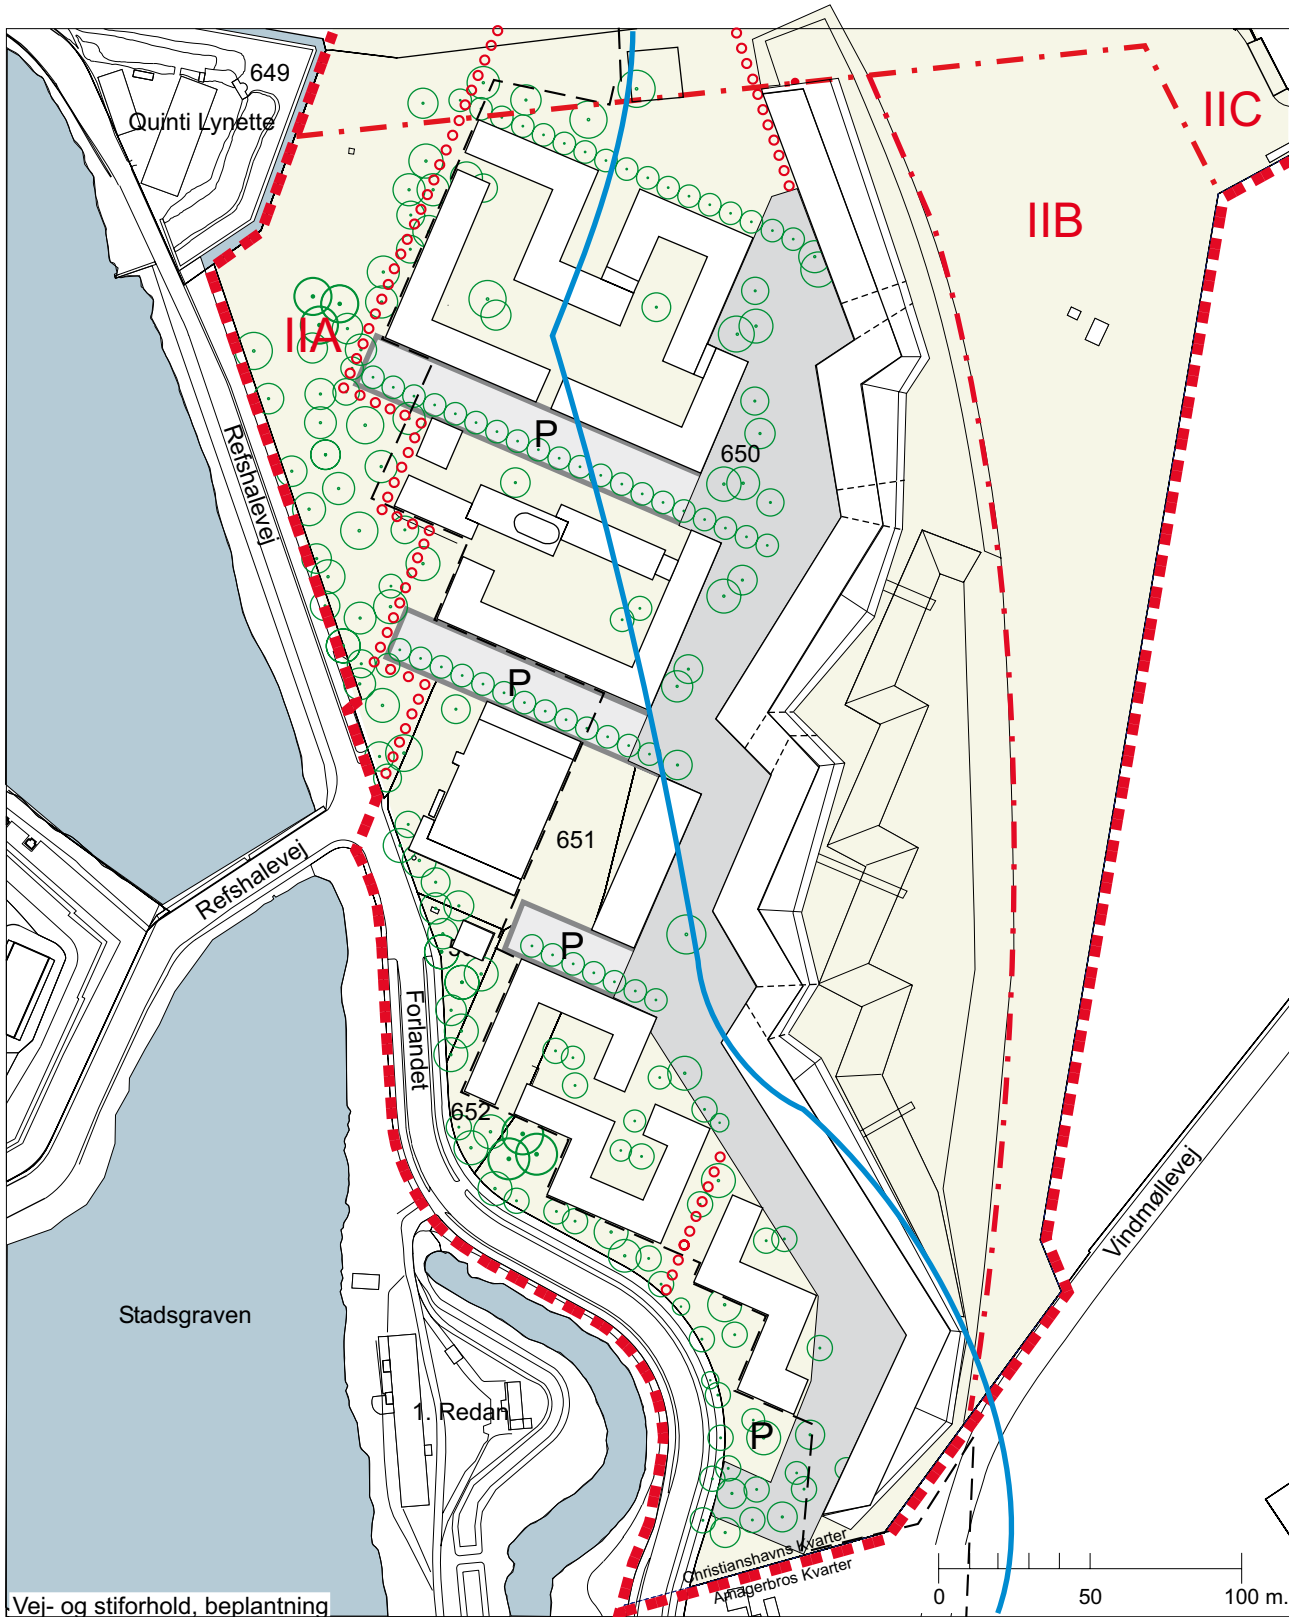 649
Quinti Lynette
IIC
IIB
IIA
P
650
Refshalevej
P
651
Refshalevej
P
Forlandet
652
Vindmøllevej
Stadsgraven
1. Redan
P
Christianshavns Kvarter
Amagerbros Kvarter
0 50 100 m.
Vej- og stiforhold, beplantning